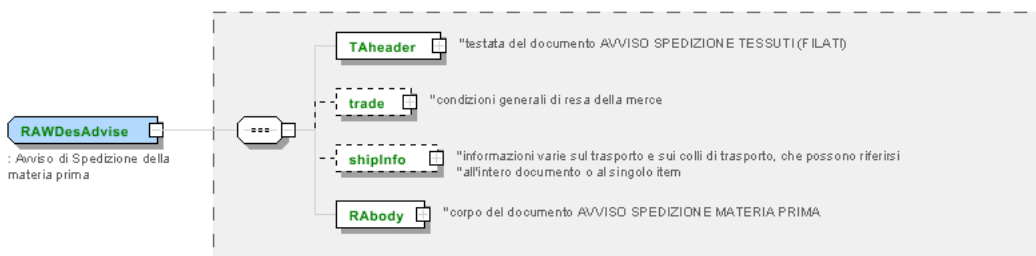 TAheader
"testata del documento AVVISO SPEDIZIONE TESSUTI (FILATI)
trade
"condizioni generali di resa della merce
RAWDesAdvise
: Avviso di Spedizione della
materia prima
shipInfo
"informazioni varie sul trasporto e sui colli di trasporto, che possono riferirsi
"all'intero documento o al singolo item
RAbody
"corpo del documento AVVISO SPEDIZIONE MATERIA PRIMA